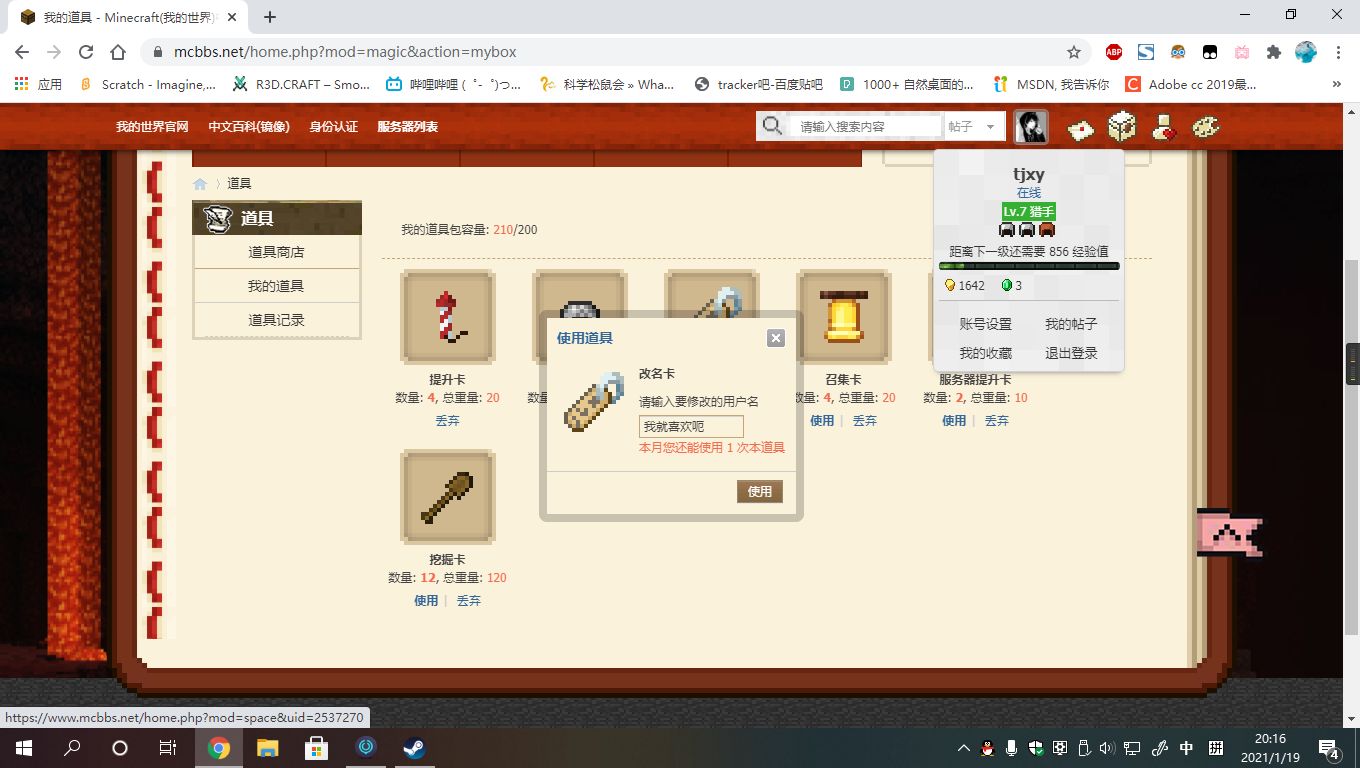 我的道具 - Minecraft(我的世界)
mcbbs.net/home.php?mod=magic&action=mybox
ABP
应用
Scratch - Imagine,...
R3D.CRAFT – Smo...
哔哩哔哩 ( ゜- ゜)つ...
科学松鼠会 » Wha...
tracker吧-百度贴吧
1000+ 自然桌面的...
MSDN, 我告诉你
Adobe cc 2019最...
»
我的世界官网 中文百科(镜像) 身份认证 服务器列表
请输入搜索内容 帖子
tjxy
在线
Lv.7 猎手
距离下一级还需要 856 经验值
1642 3
账号设置 我的帖子
我的收藏 退出登录
道具
道具
道具商店
我的道具
道具记录
我的道具包容量: 210/200
提升卡
数量: 4, 总重量: 20
丢弃
数
使用道具
改名卡
请输入要修改的用户名
我就喜欢呃
本月您还能使用 1 次本道具
使用
召集卡
数量: 4, 总重量: 20
使用 丢弃
服务器提升卡
数量: 2, 总重量: 10
使用 丢弃
挖掘卡
数量: 12, 总重量: 120
使用 丢弃
https://www.mcbbs.net/home.php?mod=space&uid=2537270
中
拼
20:16
2021/1/19
4